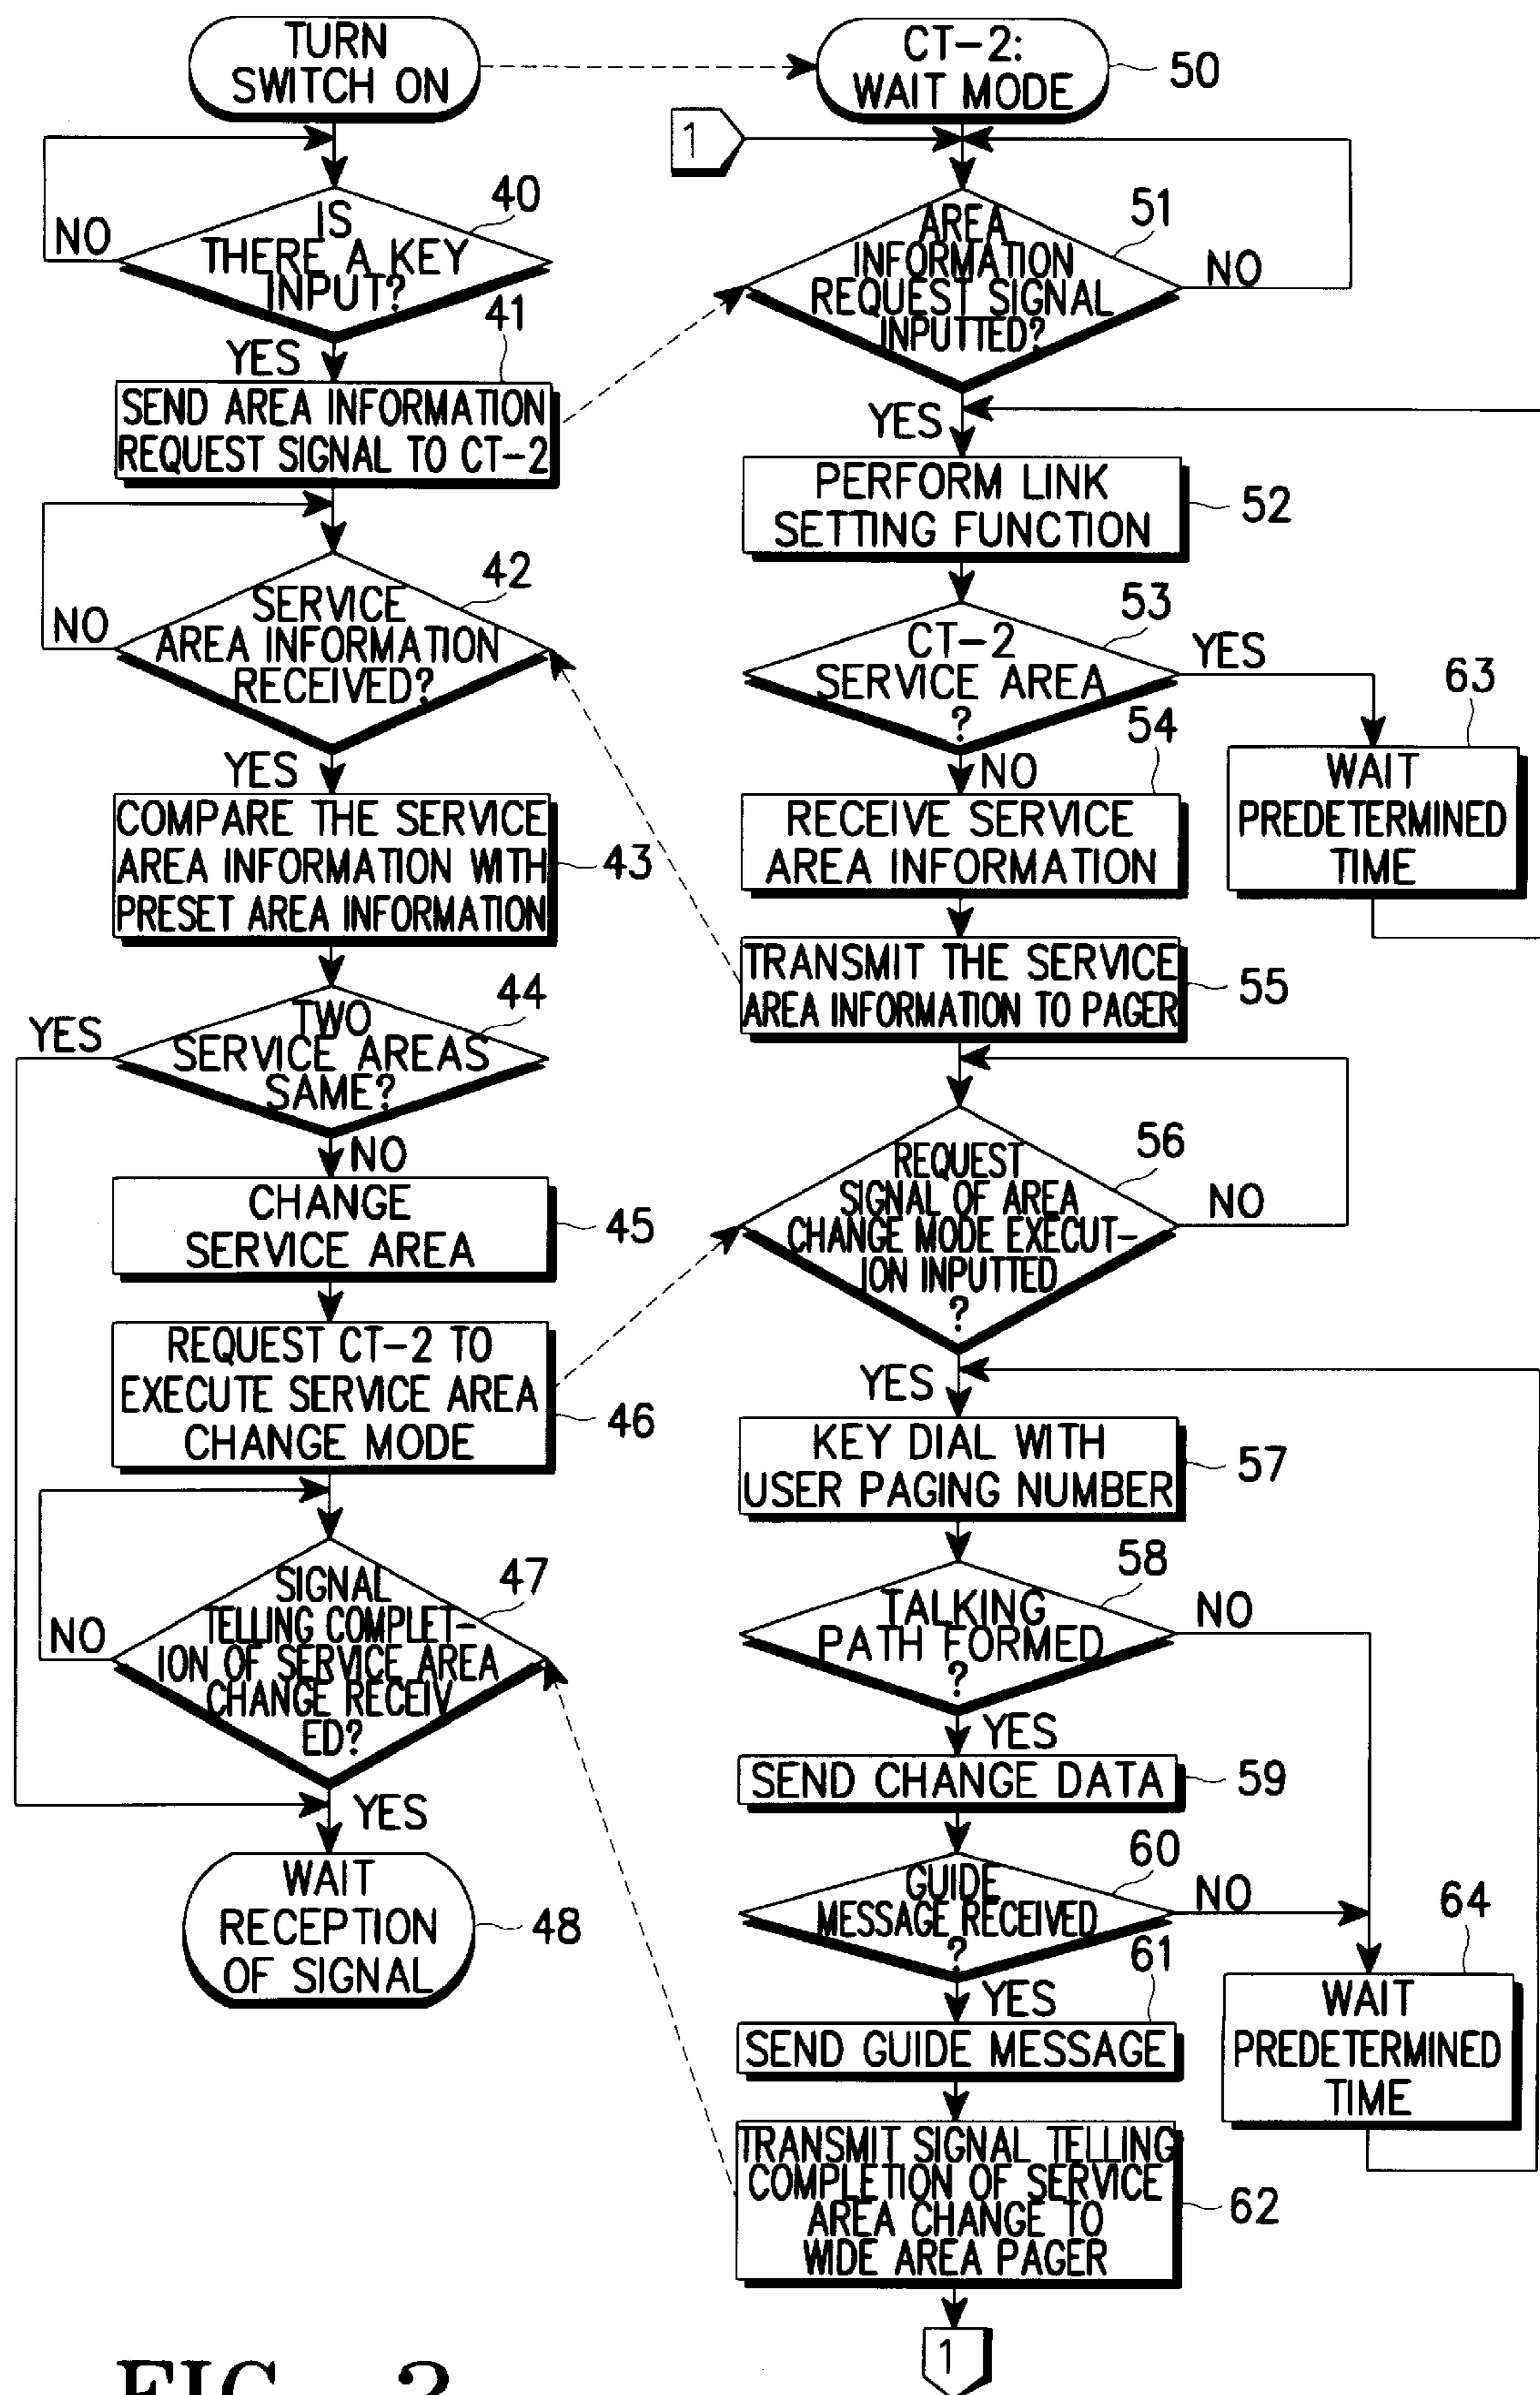 TURN
SWITCH ON
NO
IS
THERE A KEY
INPUT?
40
YES
41
SEND AREA INFORMATION
REQUEST SIGNAL TO CT-2
NO
SERVICE
AREA INFORMATION
RECEIVED?
42
YES
COMPARE THE SERVICE
AREA INFORMATION WITH
PRESET AREA INFORMATION
43
YES
TWO
SERVICE AREAS
SAME?
44
NO
CHANGE
SERVICE AREA
45
REQUEST CT-2 TO
EXECUTE SERVICE AREA
CHANGE MODE
46
NO
SIGNAL
TELLING COMPLET-
ION OF SERVICE AREA
CHANGE RECEIV
ED?
47
YES
WAIT
RECEPTION
OF SIGNAL
48
CT-2:
WAIT MODE
50
1
AREA
INFORMATION
REQUEST SIGNAL
INPUTTED?
51
NO
YES
PERFORM LINK
SETTING FUNCTION
52
CT-2
SERVICE AREA
?
53
YES
63
WAIT
PREDETERMINED
TIME
NO
54
RECEIVE SERVICE
AREA INFORMATION
TRANSMIT THE SERVICE
AREA INFORMATION TO PAGER
55
REQUEST
SIGNAL OF AREA
CHANGE MODE EXECUT-
ION INPUTTED
?
56
NO
YES
KEY DIAL WITH
USER PAGING NUMBER
57
TALKING
PATH FORMED
?
58
NO
YES
SEND CHANGE DATA
59
GUIDE
MESSAGE RECEIVED
?
60
NO
64
WAIT
PREDETERMINED
TIME
YES
61
SEND GUIDE MESSAGE
TRANSMIT SIGNAL TELLING
COMPLETION OF SERVICE
AREA CHANGE TO
WIDE AREA PAGER
62
1